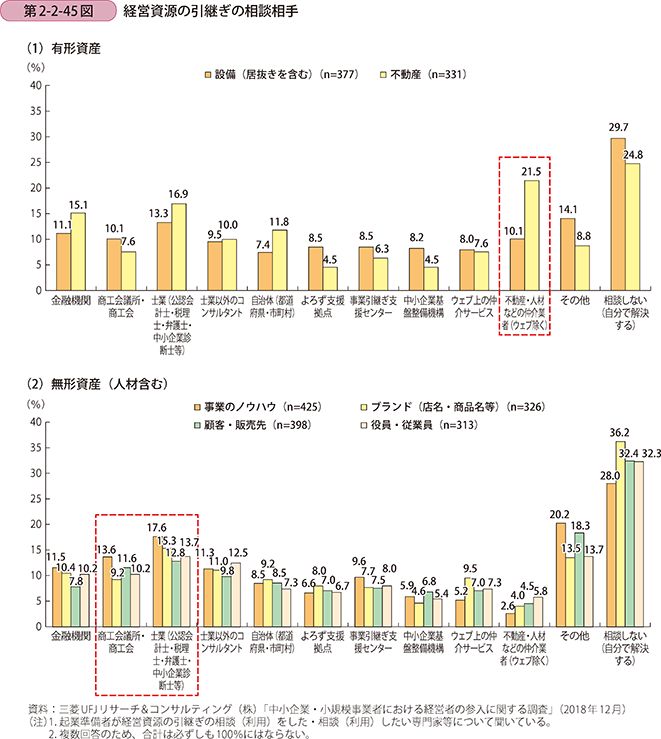 第2-2-45図 経営資源の引継ぎの相談相手
（1）有形資産
（%）
設備（居抜きを含む）（n=377） 不動産（n=331）
40
35
30
25
20
15
10
5
0
11.1 15.1
10.1 7.6
13.3 16.9
9.5 10.0
7.4 11.8
8.5 4.5
8.5 6.3
8.2 4.5
8.0 7.6
10.1 21.5
14.1 8.8
29.7 24.8
金融機関
商工会議所・
商工会
士業（公認会
計士・税理
士・弁護士・
中小企業診
断士等）
士業以外のコ
ンサルタント
自治体（都道
府県・市町村）
よろず支援
拠点
事業引継ぎ支
援センター
中小企業基
盤整備機構
ウェブ上の仲
介サービス
不動産・人材
などの仲介業
者（ウェブ除く）
その他
相談しない
（自分で解決
する）
（2）無形資産（人材含む）
（%）
事業のノウハウ（n=425） ブランド（店名・商品名等）（n=326）
顧客・販売先（n=398） 役員・従業員（n=313）
40
35
30
25
20
15
10
5
0
11.5 10.4 7.8 10.2
13.6 9.2 11.6 10.2
17.6 15.3 12.8 13.7
11.3 11.0 9.8 12.5
8.5 9.2 8.5 7.3
6.6 8.0 7.0 6.7
9.6 7.7 7.5 8.0
5.9 4.6 6.8 5.4
5.2 9.5 7.0 7.3
2.6 4.0 4.5 5.8
20.2 13.5 18.3 13.7
28.0 36.2 32.4 32.3
金融機関
商工会議所・
商工会
士業（公認会
計士・税理
士・弁護士・
中小企業診
断士等）
士業以外のコ
ンサルタント
自治体（都道
府県・市町村）
よろず支援
拠点
事業引継ぎ支
援センター
中小企業基
盤整備機構
ウェブ上の仲
介サービス
不動産・人材
などの仲介業
者（ウェブ除く）
その他
相談しない
（自分で解決
する）
資料：三菱UFJリサーチ＆コンサルティング（株）「中小企業・小規模事業者における経営者の参入に関する調査」（2018年12月）
（注）1. 起業準備者が経営資源の引継ぎの相談（利用）をした・相談（利用）したい専門家等について聞いている。
2. 複数回答のため、合計は必ずしも100%にはならない。